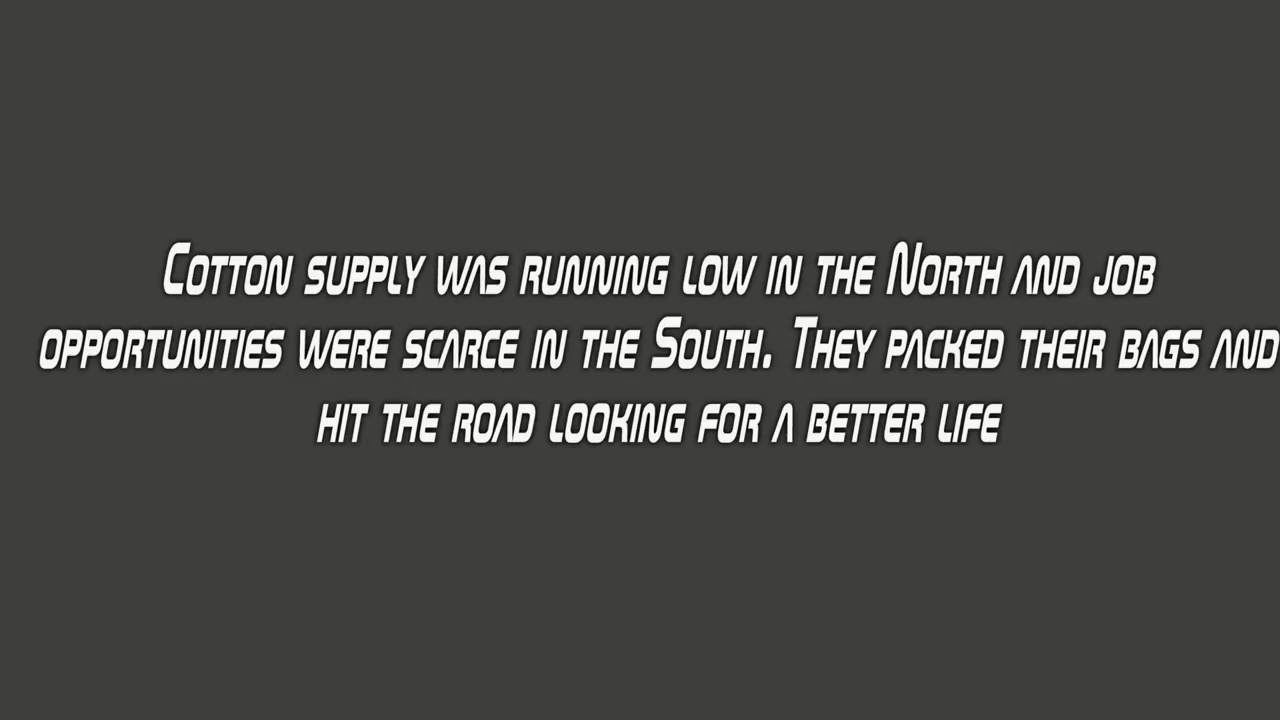 Cotton supply was running low in the North and job
opportunities were scarce in the South. They packed their bags and
hit the road looking for a better life